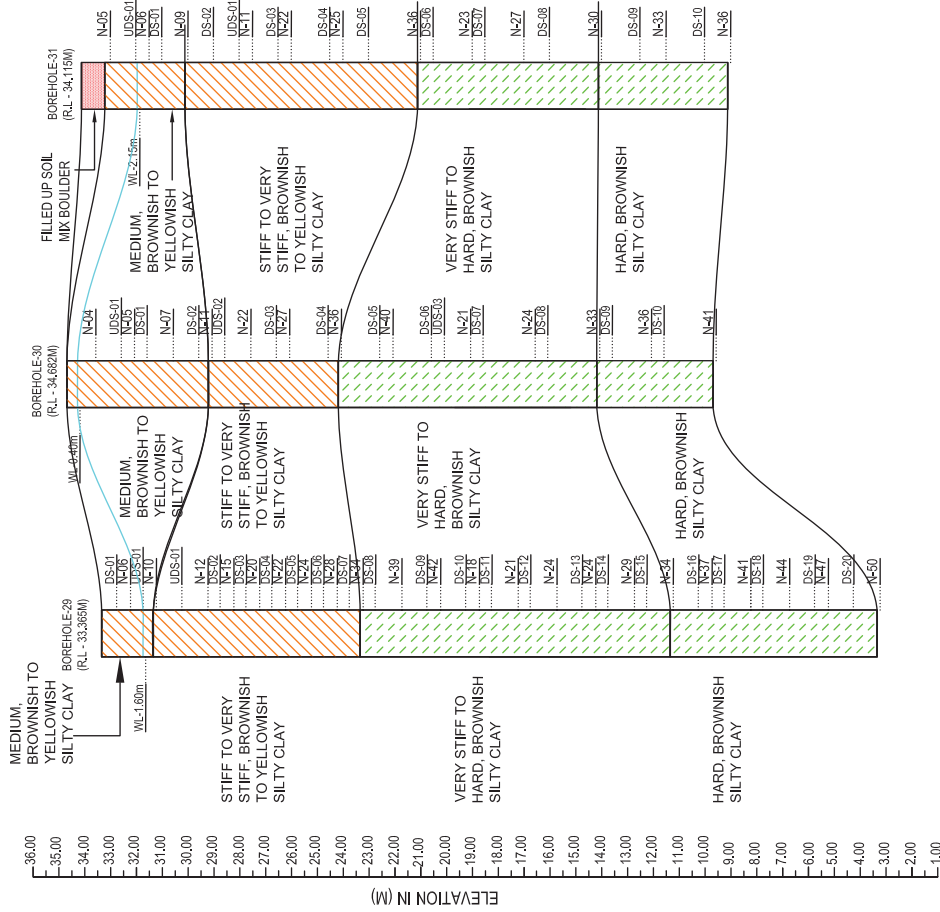 BOREHOLE-31
(R.L - 34.115M)
N-05
UDS-01
N-06
DS-01
N-09
DS-02
UDS-01
N-11
DS-03
N-22
DS-04
N-25
DS-05
N-36
DS-06
N-23
DS-07
N-27
DS-08
N-30
DS-09
N-33
DS-10
N-36
FILLED UP SOIL
MIX BOULDER
WL-2.15m
MEDIUM,
BROWNISH TO
YELLOWISH
SILTY CLAY
STIFF TO VERY
STIFF, BROWNISH
TO YELLOWISH
SILTY CLAY
VERY STIFF TO
HARD, BROWNISH
SILTY CLAY
HARD, BROWNISH
SILTY CLAY
BOREHOLE-30
(R.L - 34.682M)
N-04
UDS-01
N-05
DS-01
N-07
DS-02
N-11
UDS-02
N-22
DS-03
N-27
DS-04
N-36
DS-05
N-40
DS-06
UDS-03
N-21
DS-07
N-24
DS-08
N-33
DS-09
N-36
DS-10
N-41
WL-0.40m
MEDIUM,
BROWNISH TO
YELLOWISH
SILTY CLAY
STIFF TO VERY
STIFF, BROWNISH
TO YELLOWISH
SILTY CLAY
VERY STIFF TO
HARD,
BROWNISH
SILTY CLAY
HARD, BROWNISH
SILTY CLAY
BOREHOLE-29
(R.L - 33.365M)
DS-01
N-06
UDS-01
N-10
UDS-01
N-12
DS-02
N-15
DS-03
N-20
DS-04
N-22
DS-05
N-24
DS-06
N-28
DS-07
N-34
DS-08
N-39
DS-09
N-42
DS-10
N-18
DS-11
N-21
DS-12
N-24
DS-13
N-24
DS-14
N-29
DS-15
N-34
DS-16
N-37
DS-17
N-41
DS-18
N-44
DS-19
N-47
DS-20
N-50
WL-1.60m
MEDIUM,
BROWNISH TO
YELLOWISH
SILTY CLAY
STIFF TO VERY
STIFF, BROWNISH
TO YELLOWISH
SILTY CLAY
VERY STIFF TO
HARD, BROWNISH
SILTY CLAY
HARD, BROWNISH
SILTY CLAY
36.00
35.00
34.00
33.00
32.00
31.00
30.00
29.00
28.00
27.00
26.00
25.00
24.00
23.00
22.00
21.00
20.00
19.00
18.00
17.00
16.00
15.00
14.00
13.00
12.00
11.00
10.00
9.00
8.00
7.00
6.00
5.00
4.00
3.00
2.00
1.00
ELEVATION IN (M)